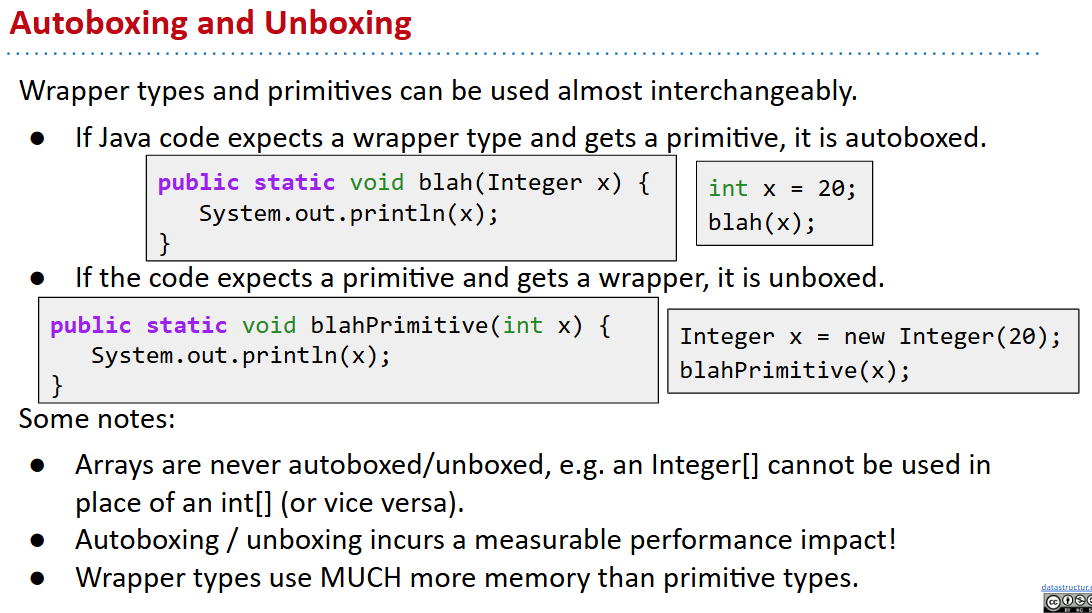 Autoboxing and Unboxing
Wrapper types and primitives can be used almost interchangeably.
● If Java code expects a wrapper type and gets a primitive, it is autoboxed.
public static void blah(Integer x) {
System.out.println(x);
}
int x = 20;
blah(x);
● If the code expects a primitive and gets a wrapper, it is unboxed.
public static void blahPrimitive(int x) {
System.out.println(x);
}
Integer x = new Integer(20);
blahPrimitive(x);
Some notes:
● Arrays are never autoboxed/unboxed, e.g. an Integer[] cannot be used in
place of an int[] (or vice versa).
● Autoboxing / unboxing incurs a measurable performance impact!
● Wrapper types use MUCH more memory than primitive types.